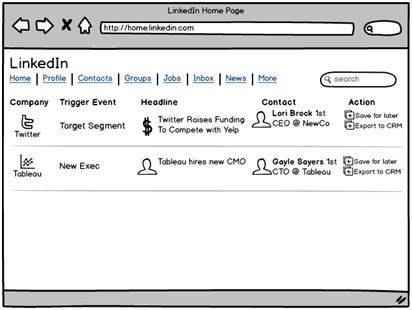 LinkedIn Home Page
http://home.linkedin.com
LinkedIn
Home | Profile | Contacts | Groups | Jobs | Inbox | News | More
search
Company Trigger Event Headline Contact Action
Twitter
Target Segment
$
Twitter Raises Funding
To Compete with Yelp
Lori Brock 1st
CEO @ NewCo
Save for later
Export to CRM
Tableau
New Exec
Tableau hires new CMO
Gayle Sayers 1st
CTO @ Tableau
Save for later
Export to CRM